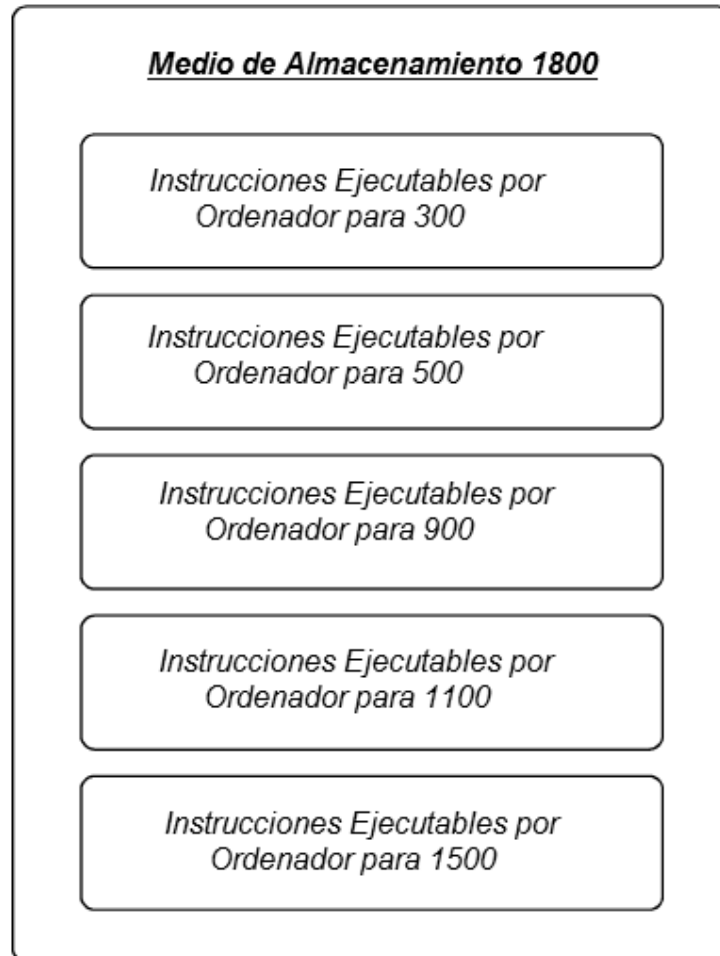 Medio de Almacenamiento 1800
Instrucciones Ejecutables por
Ordenador para 300
Instrucciones Ejecutables por
Ordenador para 500
Instrucciones Ejecutables por
Ordenador para 900
Instrucciones Ejecutables por
Ordenador para 1100
Instrucciones Ejecutables por
Ordenador para 1500